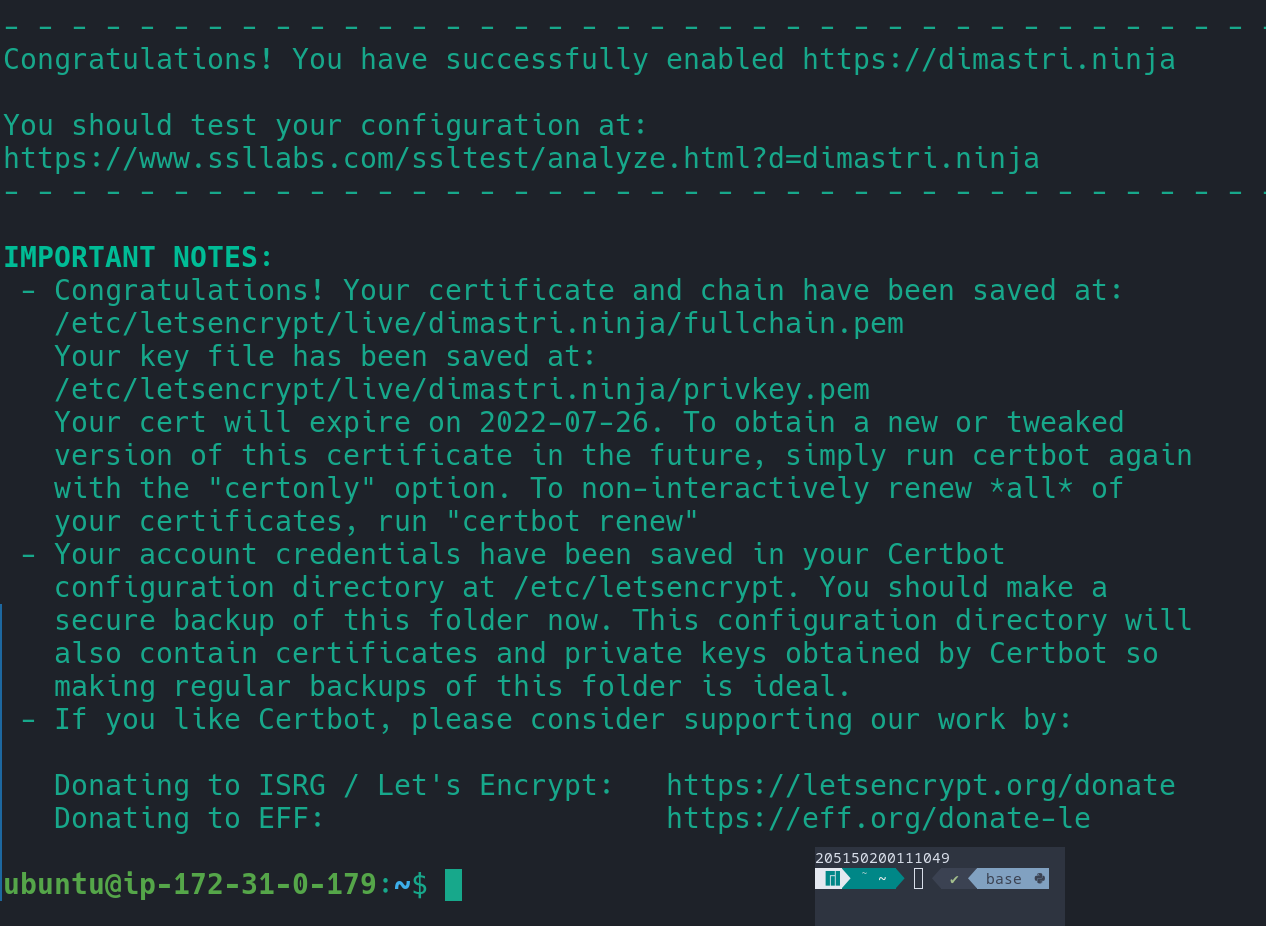 - - - - - - - - - - - - - - - - - - - - - - - - - - - - - - - - - - - - - -
Congratulations! You have successfully enabled https://dimastri.ninja
You should test your configuration at:
https://www.ssllabs.com/ssltest/analyze.html?d=dimastri.ninja
- - - - - - - - - - - - - - - - - - - - - - - - - - - - - - - - - - - - - -
IMPORTANT NOTES:
- Congratulations! Your certificate and chain have been saved at:
/etc/letsencrypt/live/dimastri.ninja/fullchain.pem
Your key file has been saved at:
/etc/letsencrypt/live/dimastri.ninja/privkey.pem
Your cert will expire on 2022-07-26. To obtain a new or tweaked
version of this certificate in the future, simply run certbot again
with the "certonly" option. To non-interactively renew *all* of
your certificates, run "certbot renew"
- Your account credentials have been saved in your Certbot
configuration directory at /etc/letsencrypt. You should make a
secure backup of this folder now. This configuration directory will
also contain certificates and private keys obtained by Certbot so
making regular backups of this folder is ideal.
- If you like Certbot, please consider supporting our work by:
Donating to ISRG / Let's Encrypt:   https://letsencrypt.org/donate
Donating to EFF:                    https://eff.org/donate-le
205150200111049
~ ✔ base
ubuntu@ip-172-31-0-179:~$